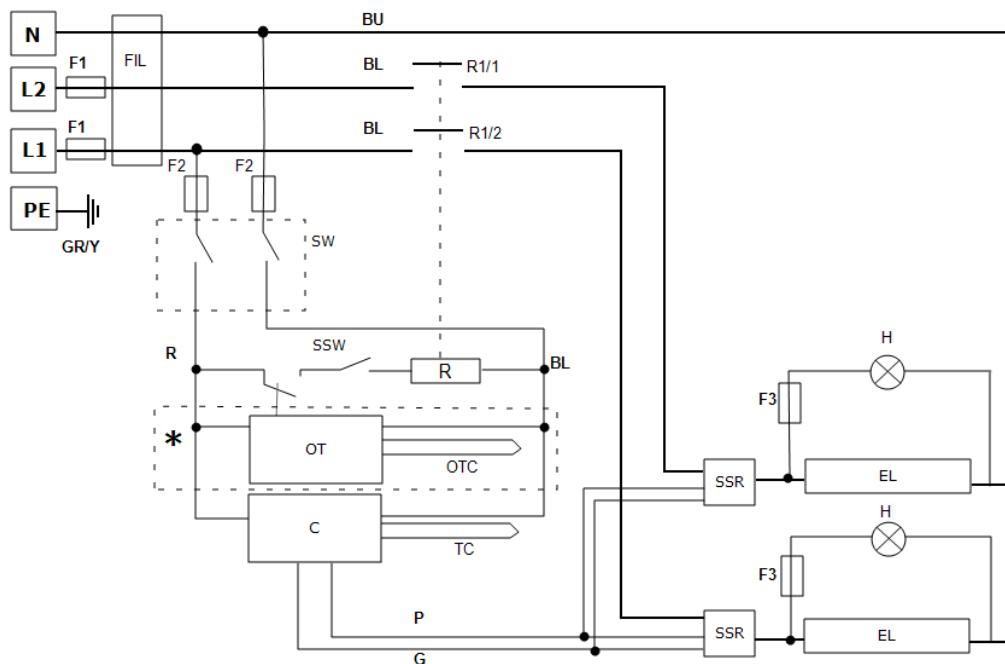 N
BU
F1
FIL
L2
BL
R1/1
F1
L1
BL
R1/2
F2
F2
PE
GR/Y
SW
R
SSW
R
BL
H
F3
*
OT
OTC
SSR
EL
C
TC
H
F3
P
SSR
EL
G